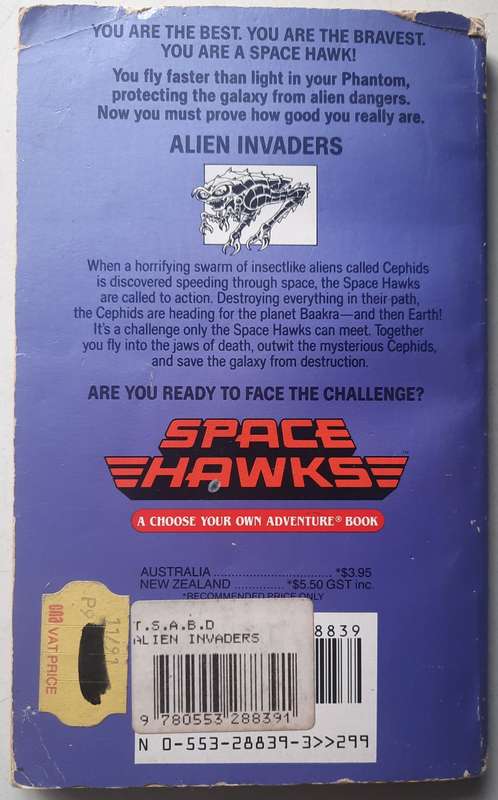 YOU ARE THE BEST. YOU ARE THE BRAVEST.
YOU ARE A SPACE HAWK!
You fly faster than light in your Phantom,
protecting the galaxy from alien dangers.
Now you must prove how good you really are.
ALIEN INVADERS
When a horrifying swarm of insectlike aliens called Cephids
is discovered speeding through space, the Space Hawks
are called to action. Destroying everything in their path,
the Cephids are heading for the planet Baakra—and then Earth!
It's a challenge only the Space Hawks can meet. Together
you fly into the jaws of death, outwit the mysterious Cephids,
and save the galaxy from destruction.
ARE YOU READY TO FACE THE CHALLENGE?
SPACE
HAWKS™
A CHOOSE YOUR OWN ADVENTURE® BOOK
AUSTRALIA ............................... *$3.95
NEW ZEALAND ............. *$5.50 GST inc.
*RECOMMENDED PRICE ONLY
11/91
VAT PRICE
T.S.A.B.D
ALIEN INVADERS
8839
9 780553 288391
N 0-553-28839-3>>299